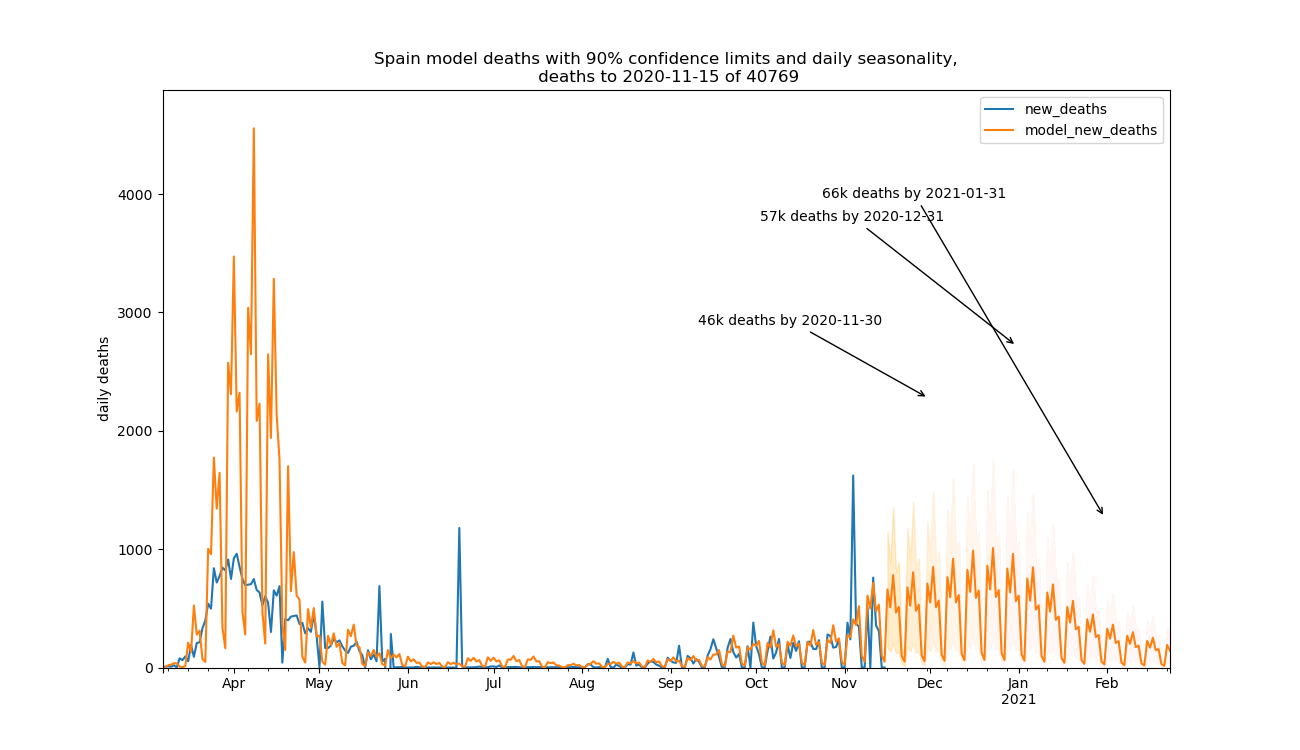 Spain model deaths with 90% confidence limits and daily seasonality,
deaths to 2020-11-15 of 40769
new_deaths
model_new_deaths
66k deaths by 2021-01-31
57k deaths by 2020-12-31
46k deaths by 2020-11-30
daily deaths
4000
3000
2000
1000
0
Apr May Jun Jul Aug Sep Oct Nov Dec Jan Feb
2021